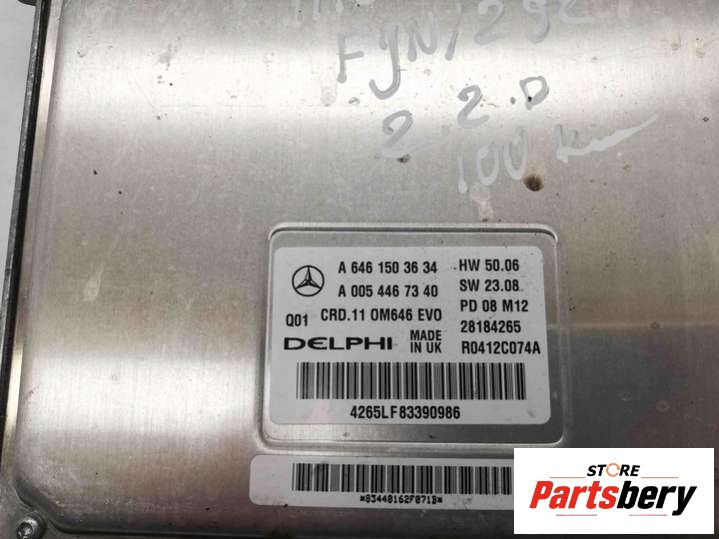 FJN/292
2 2.D
100 km
A 646 150 36 34 HW 50.06
A 005 446 73 40 SW 23.08
Q01 CRD.11 OM646 EVO PD 08 M12
DELPHI MADE IN UK 28184265
R0412C074A
4265LF83390986
*83440162F071B*
STORE
Partsbery